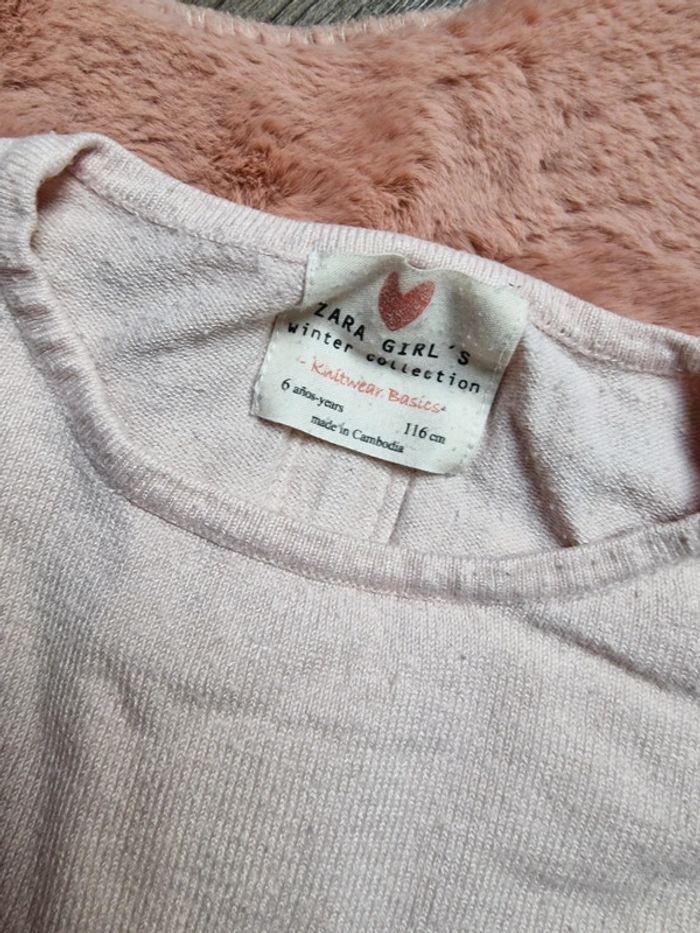 ZARA GIRL´S
Winter collection
- Knitwear Basics-
6 años-years 116 cm
made in Cambodia